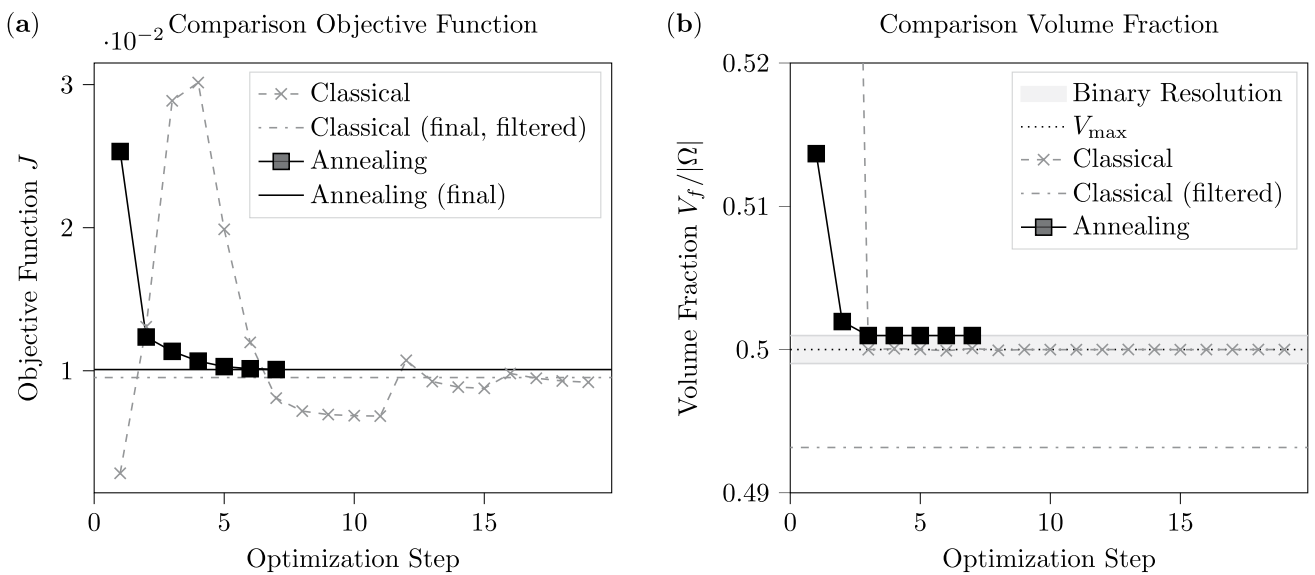 (a)
Comparison Objective Function
·10⁻²
3
2
1
Objective Function J
Classical
Classical (final, filtered)
Annealing
Annealing (final)
0 5 10 15
Optimization Step
(b)
Comparison Volume Fraction
0.52
0.51
0.5
0.49
Volume Fraction V_f/|Ω|
Binary Resolution
V_max
Classical
Classical (filtered)
Annealing
0 5 10 15
Optimization Step